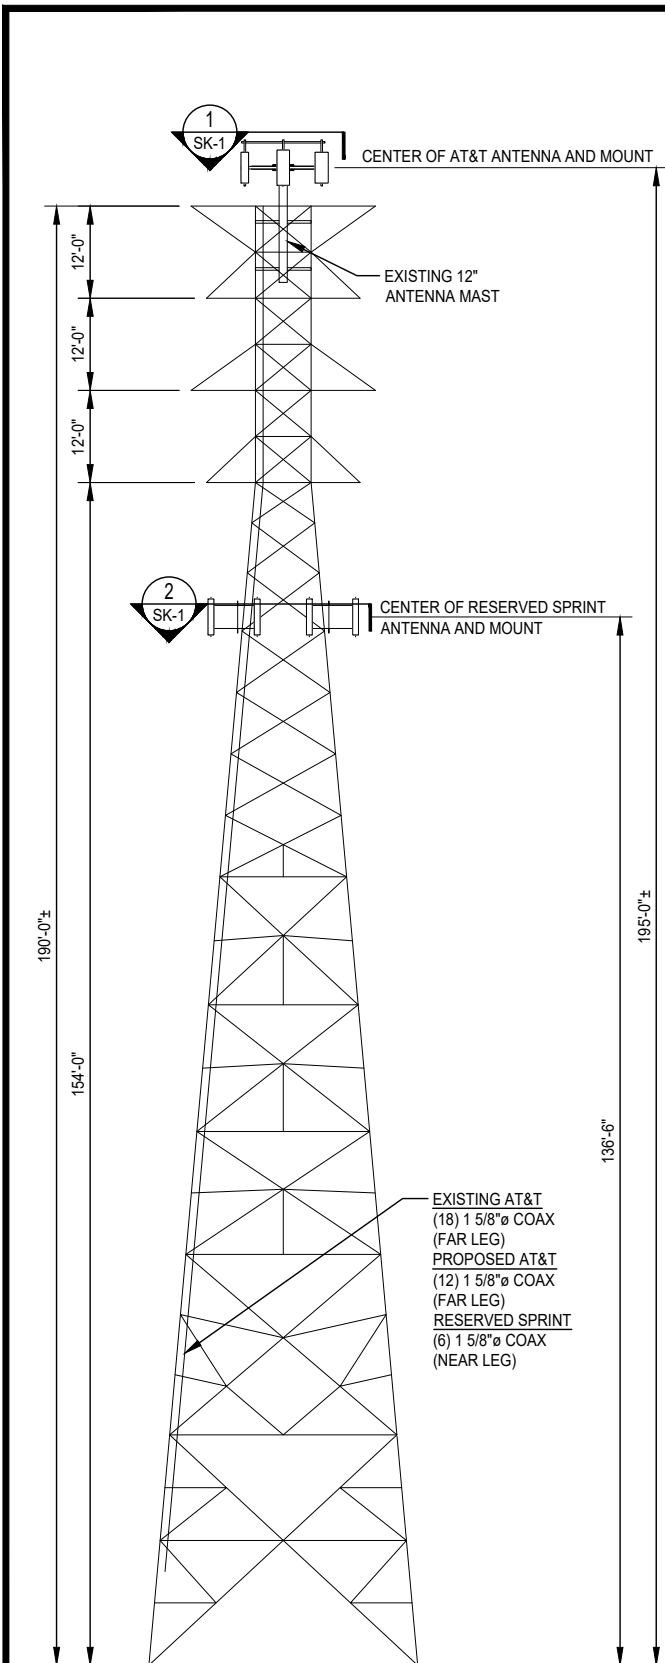 1
SK-1
CENTER OF AT&T ANTENNA AND MOUNT
12'-0"
EXISTING 12"
ANTENNA MAST
12'-0"
12'-0"
2
SK-1
CENTER OF RESERVED SPRINT
ANTENNA AND MOUNT
190'-0"±
195'-0"±
154'-0"
136'-6"
EXISTING AT&T
(18) 1 5/8"ø COAX
(FAR LEG)
PROPOSED AT&T
(12) 1 5/8"ø COAX
(FAR LEG)
RESERVED SPRINT
(6) 1 5/8"ø COAX
(NEAR LEG)